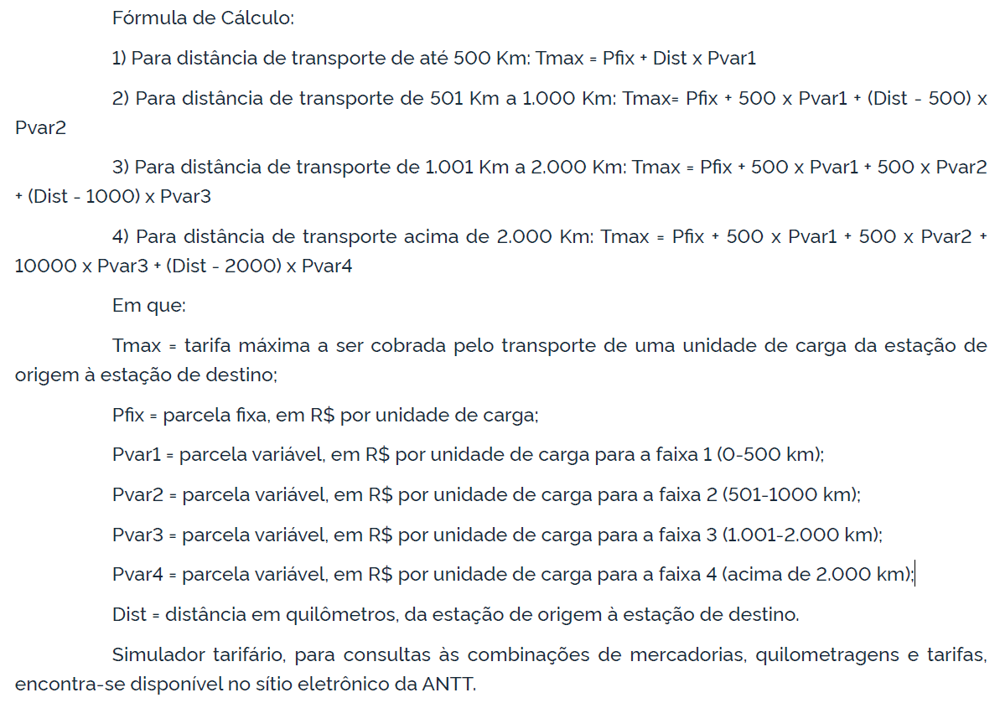 Fórmula de Cálculo:
1) Para distância de transporte de até 500 Km: Tmax = Pfix + Dist x Pvar1
2) Para distância de transporte de 501 Km a 1.000 Km: Tmax= Pfix + 500 x Pvar1 + (Dist - 500) x
Pvar2
3) Para distância de transporte de 1.001 Km a 2.000 Km: Tmax = Pfix + 500 x Pvar1 + 500 x Pvar2
+ (Dist - 1000) x Pvar3
4) Para distância de transporte acima de 2.000 Km: Tmax = Pfix + 500 x Pvar1 + 500 x Pvar2 +
10000 x Pvar3 + (Dist - 2000) x Pvar4
Em que:
Tmax = tarifa máxima a ser cobrada pelo transporte de uma unidade de carga da estação de
origem à estação de destino;
Pfix = parcela fixa, em R$ por unidade de carga;
Pvar1 = parcela variável, em R$ por unidade de carga para a faixa 1 (0-500 km);
Pvar2 = parcela variável, em R$ por unidade de carga para a faixa 2 (501-1000 km);
Pvar3 = parcela variável, em R$ por unidade de carga para a faixa 3 (1.001-2.000 km);
Pvar4 = parcela variável, em R$ por unidade de carga para a faixa 4 (acima de 2.000 km);
Dist = distância em quilômetros, da estação de origem à estação de destino.
Simulador tarifário, para consultas às combinações de mercadorias, quilometragens e tarifas,
encontra-se disponível no sítio eletrônico da ANTT.